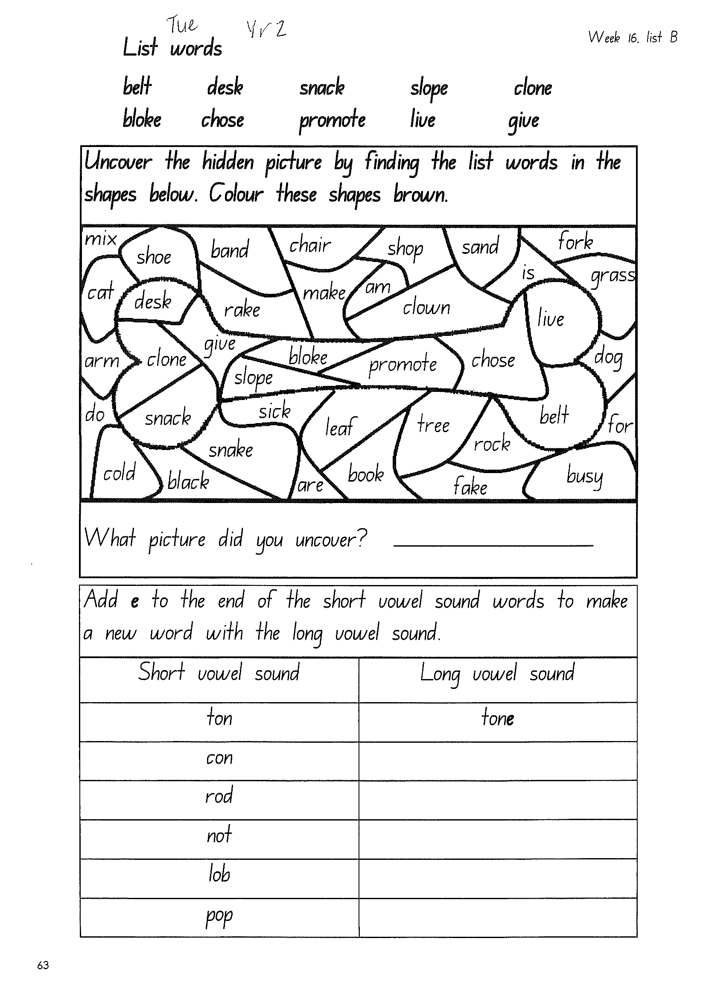 Tue Yr 2
Week 16, list B
List words
belt desk snack slope clone
bloke chose promote live give
Uncover the hidden picture by finding the list words in the
shapes below. Colour these shapes brown.
mix shoe band chair shop sand fork
cat desk rake make am clown is grass
live
arm clone give bloke promote chose dog
slope
do snack sick leaf tree belt for
snake rock
cold black are book fake busy
What picture did you uncover?
Add e to the end of the short vowel sound words to make
a new word with the long vowel sound.
Short vowel sound Long vowel sound
ton tone
con
rod
not
lob
pop
63